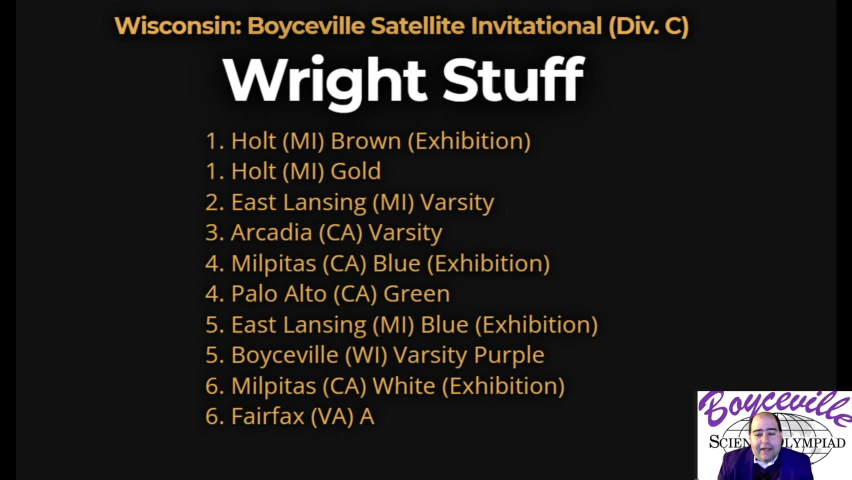 Wisconsin: Boyceville Satellite Invitational (Div. C)
Wright Stuff
1. Holt (MI) Brown (Exhibition)
1. Holt (MI) Gold
2. East Lansing (MI) Varsity
3. Arcadia (CA) Varsity
4. Milpitas (CA) Blue (Exhibition)
4. Palo Alto (CA) Green
5. East Lansing (MI) Blue (Exhibition)
5. Boyceville (WI) Varsity Purple
6. Milpitas (CA) White (Exhibition)
6. Fairfax (VA) A
Boyceville